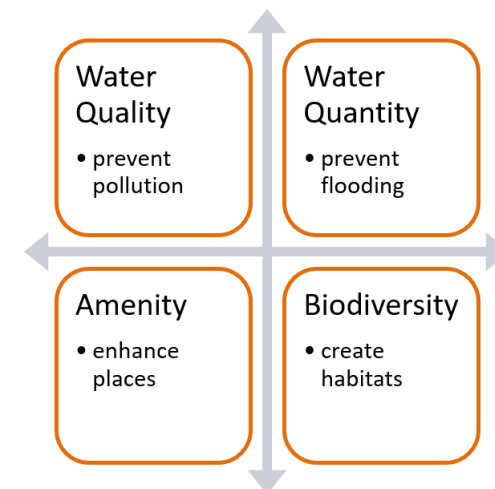 Water
Quality
• prevent
pollution
Water
Quantity
• prevent
flooding
Amenity
• enhance
places
Biodiversity
• create
habitats